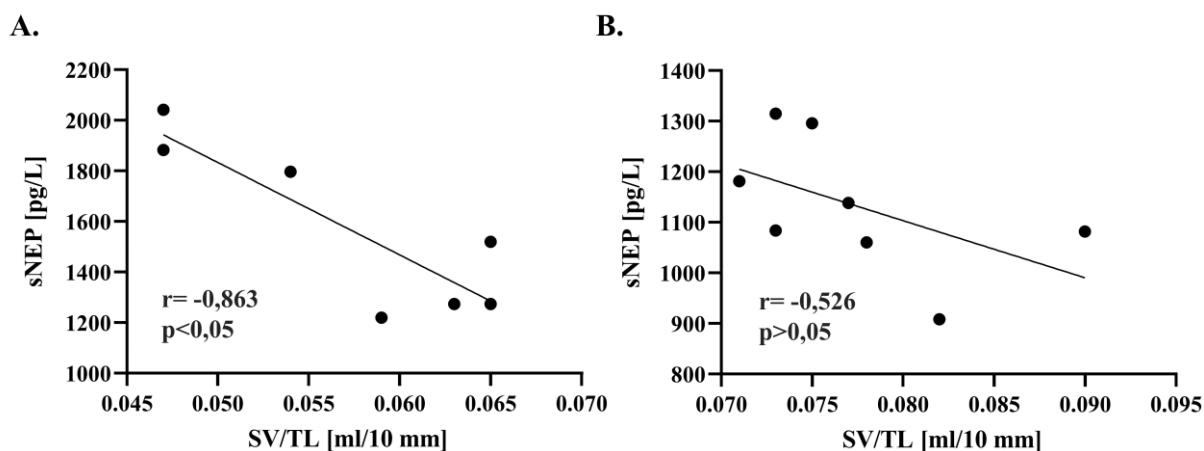 A.
2200
2000
1800
1600
1400
1200
1000
sNEP [pg/L]
r= -0,863
p<0,05
0.045 0.050 0.055 0.060 0.065 0.070
SV/TL [ml/10 mm]
B.
1400
1300
1200
1100
1000
900
800
sNEP [pg/L]
r= -0,526
p>0,05
0.070 0.075 0.080 0.085 0.090 0.095
SV/TL [ml/10 mm]